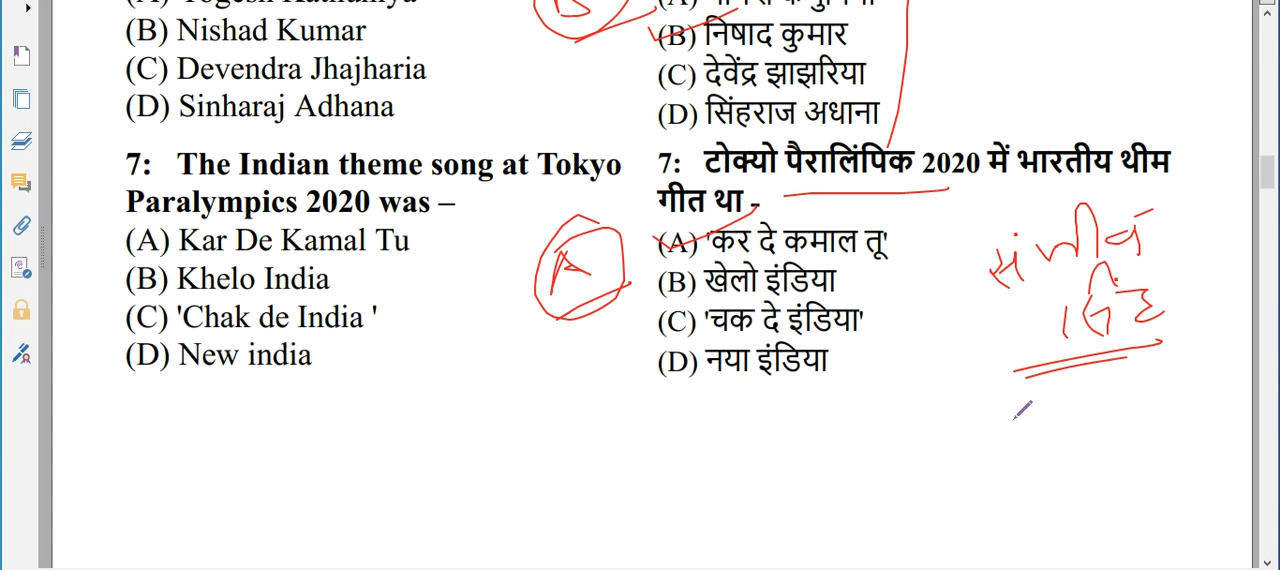 (B) Nishad Kumar
(C) Devendra Jhajharia
(D) Sinharaj Adhana
7: The Indian theme song at Tokyo
Paralympics 2020 was –
(A) Kar De Kamal Tu
(B) Khelo India
(C) 'Chak de India '
(D) New india
B
(B) निषाद कुमार
(C) देवेंद्र झाझरिया
(D) सिंहराज अधाना
7: टोक्यो पैरालिंपिक 2020 में भारतीय थीम
गीत था -
A
(A) 'कर दे कमाल तू'
(B) खेलो इंडिया
(C) 'चक दे इंडिया'
(D) नया इंडिया
संजीव
सिंह